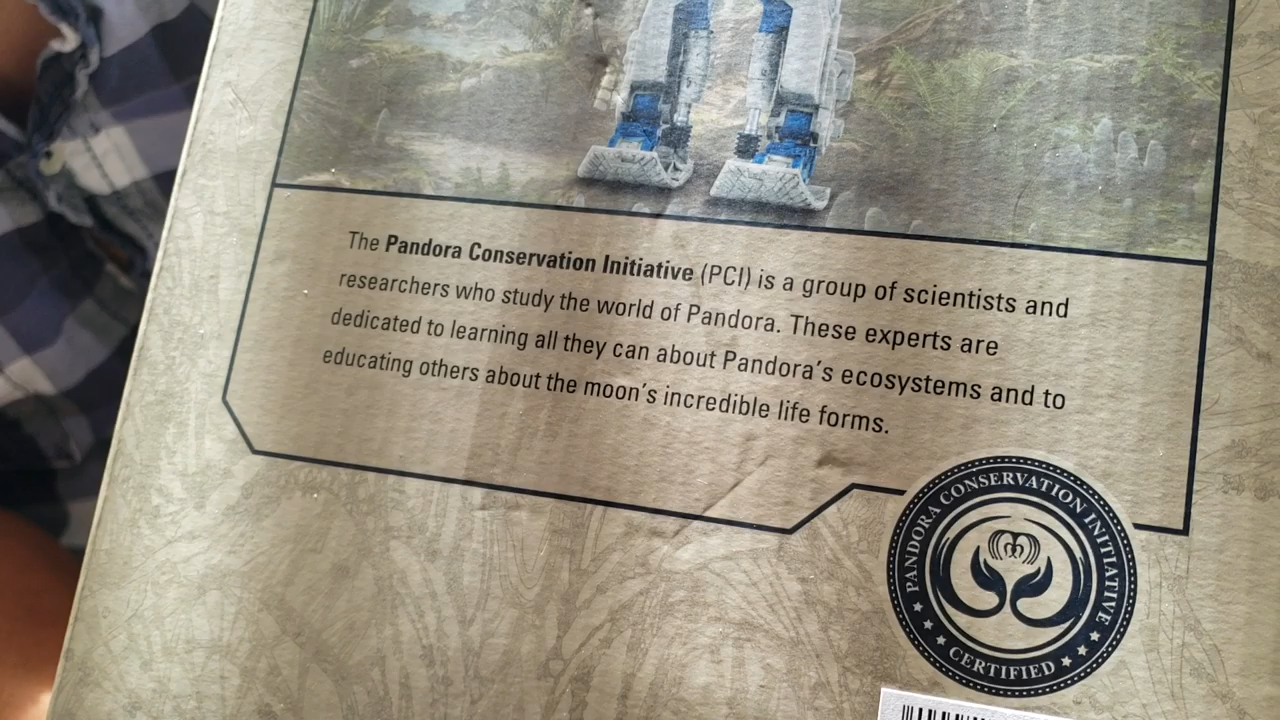 The Pandora Conservation Initiative (PCI) is a group of scientists and
researchers who study the world of Pandora. These experts are
dedicated to learning all they can about Pandora's ecosystems and to
educating others about the moon's incredible life forms.
PANDORA CONSERVATION INITIATIVE
CERTIFIED